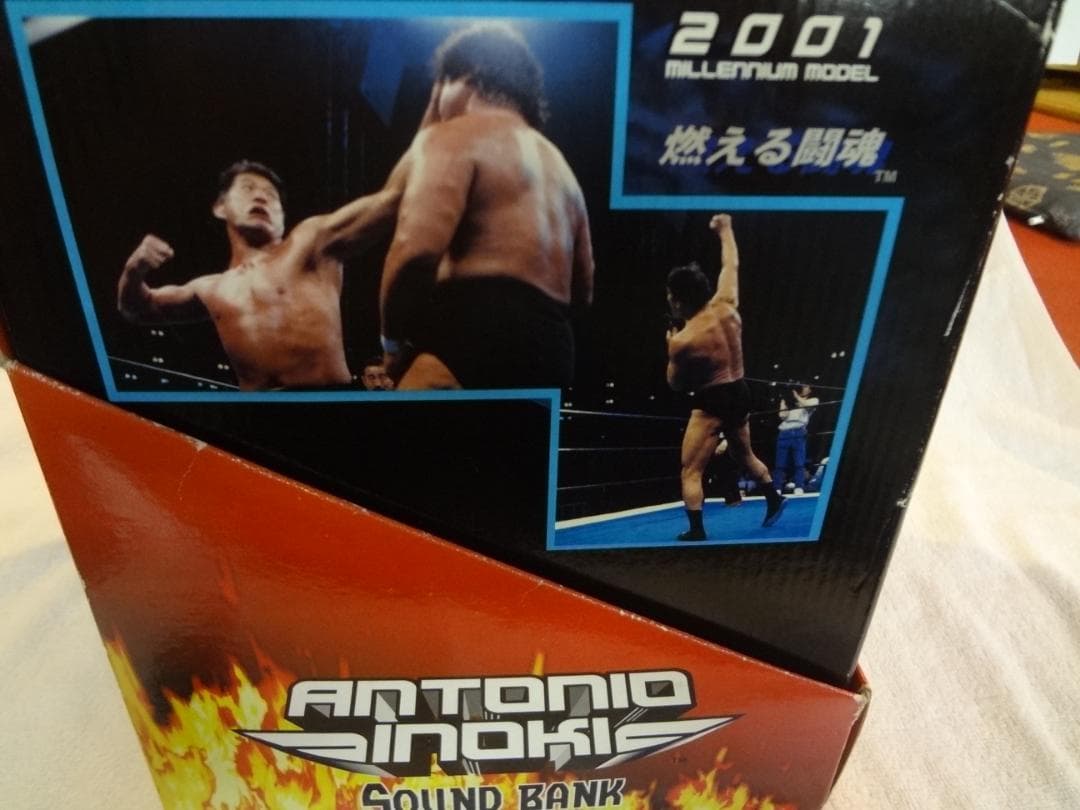 2001
MILLENNIUM MODEL
燃える闘魂
TM
ANTONIO
INOKI
SOUND BANK